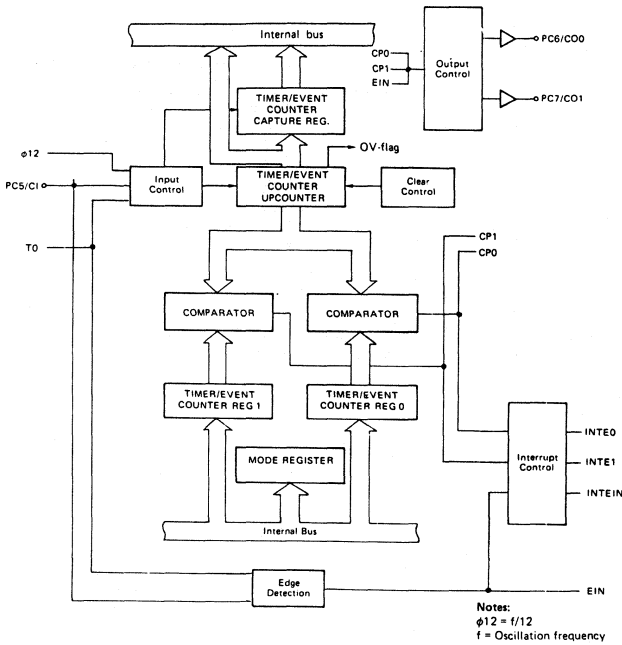 Internal bus
CP0
CP1
EIN
Output
Control
PC6/CO0
PC7/CO1
TIMER/EVENT
COUNTER
CAPTURE REG.
OV-flag
φ12
PC5/CI
Input
Control
TIMER/EVENT
COUNTER
UPCOUNTER
Clear
Control
TO
CP1
CP0
COMPARATOR
COMPARATOR
TIMER/EVENT
COUNTER REG 1
TIMER/EVENT
COUNTER REG 0
MODE REGISTER
Interrupt
Control
INTE0
INTE1
INTEIN
Internal Bus
Edge
Detection
EIN
Notes:
φ12 = f/12
f = Oscillation frequency